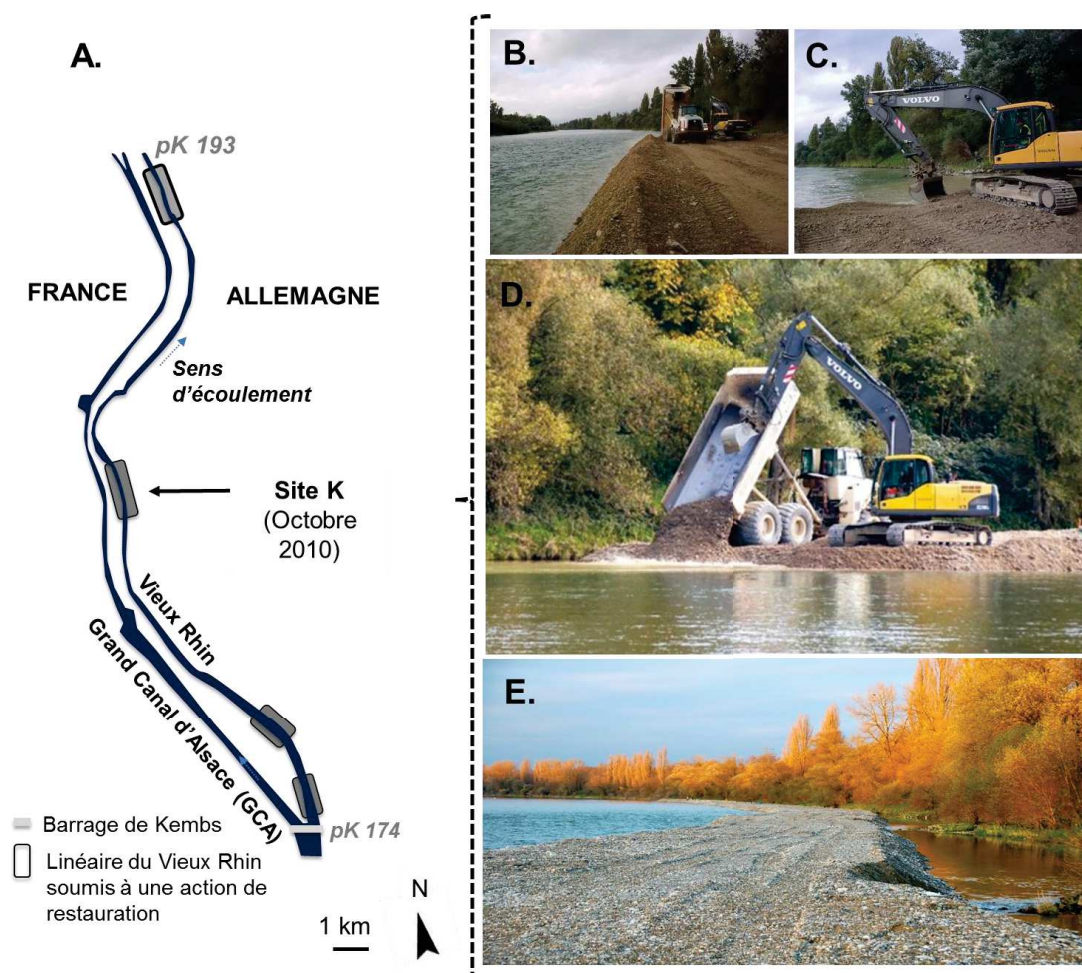 A.
pK 193
FRANCE
ALLEMAGNE
Sens
d'écoulement
Site K
(Octobre
2010)
Vieux Rhin
Grand Canal d'Alsace (GCA)
pK 174
Barrage de Kembs
Linéaire du Vieux Rhin
soumis à une action de
restauration
N
1 km
B.
C.
VOLVO
D.
VOLVO
E.